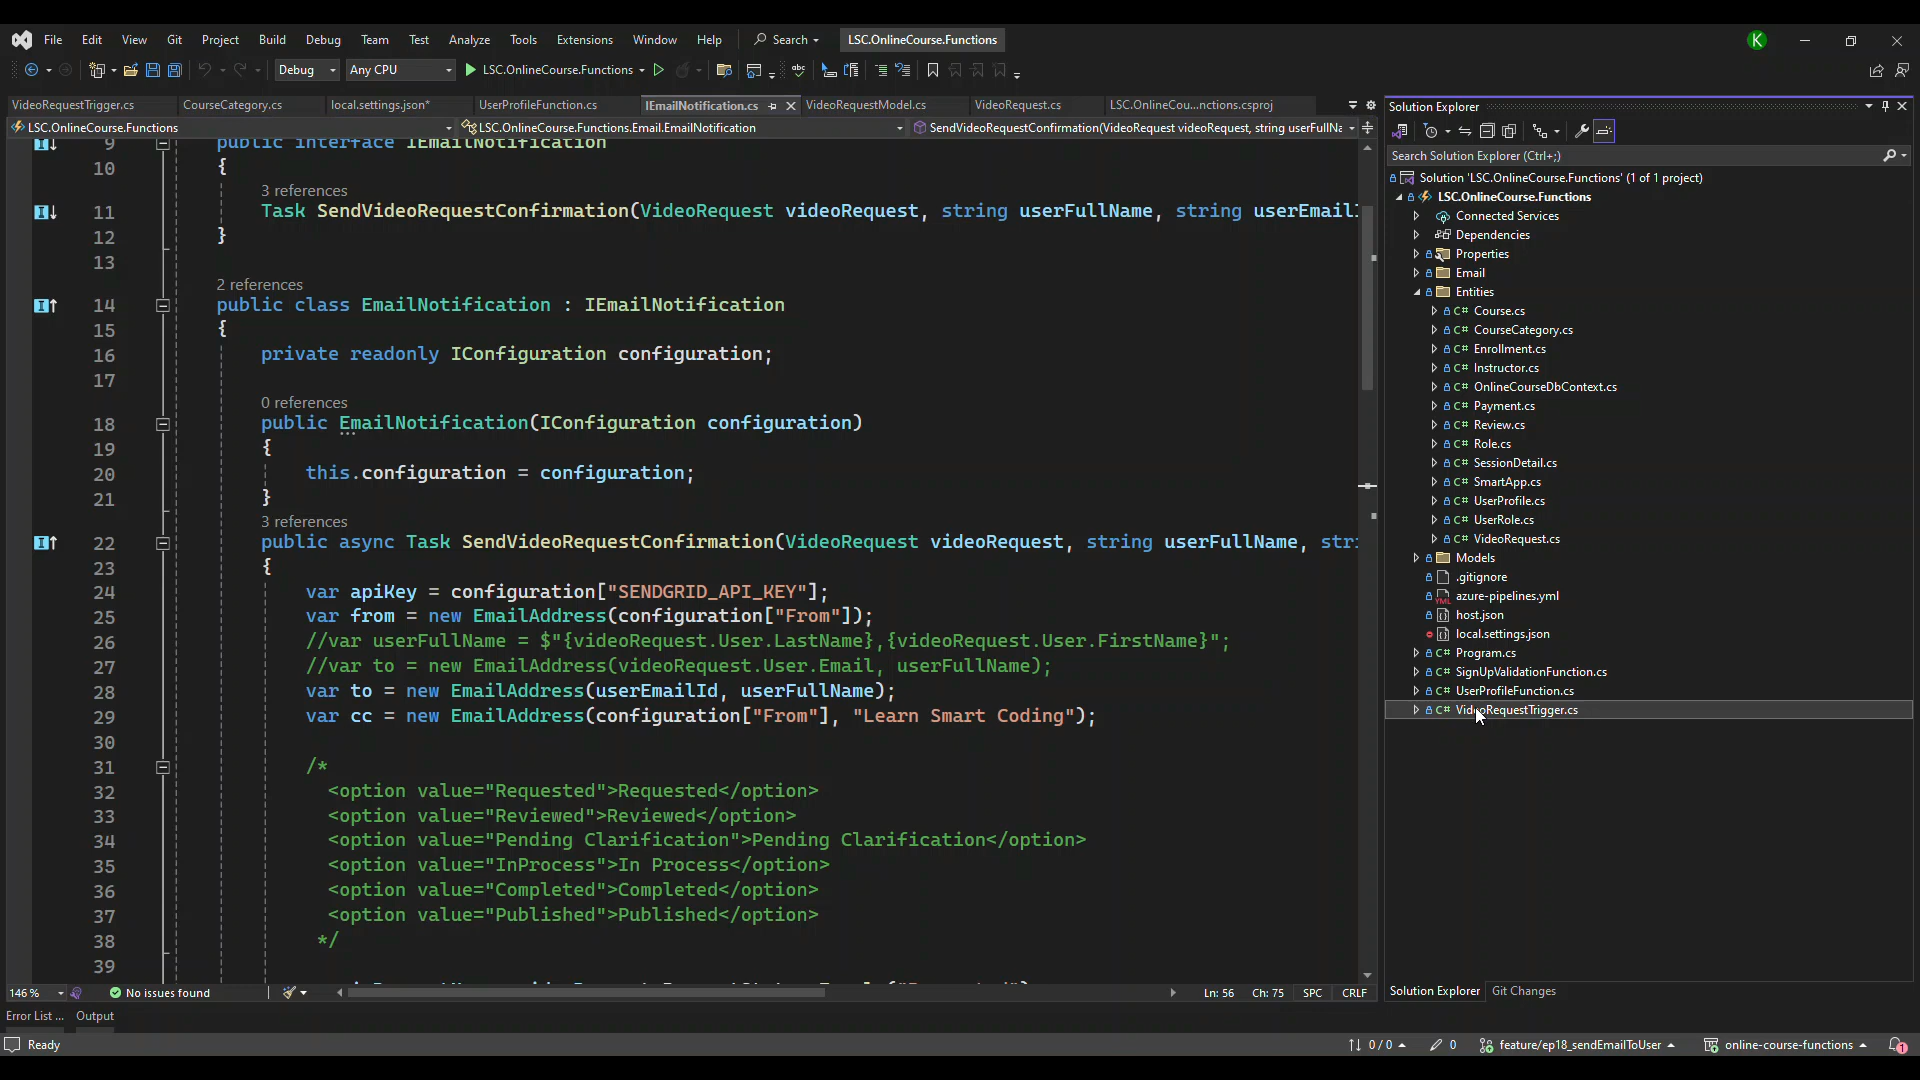 File Edit View Git Project Build Debug Team Test Analyze Tools Extensions Window Help Search LSC.OnlineCourse.Functions K
Debug Any CPU LSC.OnlineCourse.Functions
VideoRequestTrigger.cs CourseCategory.cs local.settings.json* UserProfileFunction.cs IEmailNotification.cs VideoRequestModel.cs VideoRequest.cs LSC.OnlineCou...nctions.csproj
LSC.OnlineCourse.Functions LSC.OnlineCourse.Functions.Email.EmailNotification SendVideoRequestConfirmation(VideoRequest videoRequest, string userFullNa
9 public interface IEmailNotification
10 {
3 references
11 Task SendVideoRequestConfirmation(VideoRequest videoRequest, string userFullName, string userEmailI
12 }
13
2 references
14 public class EmailNotification : IEmailNotification
15 {
16 private readonly IConfiguration configuration;
17
0 references
18 public EmailNotification(IConfiguration configuration)
19 {
20 this.configuration = configuration;
21 }
3 references
22 public async Task SendVideoRequestConfirmation(VideoRequest videoRequest, string userFullName, stri
23 {
24 var apiKey = configuration["SENDGRID_API_KEY"];
25 var from = new EmailAddress(configuration["From"]);
26 //var userFullName = $"{videoRequest.User.LastName},{videoRequest.User.FirstName}";
27 //var to = new EmailAddress(videoRequest.User.Email, userFullName);
28 var to = new EmailAddress(userEmailId, userFullName);
29 var cc = new EmailAddress(configuration["From"], "Learn Smart Coding");
30
31 /*
32 <option value="Requested">Requested</option>
33 <option value="Reviewed">Reviewed</option>
34 <option value="Pending Clarification">Pending Clarification</option>
35 <option value="InProcess">In Process</option>
36 <option value="Completed">Completed</option>
37 <option value="Published">Published</option>
38 */
39
146 % No issues found Ln: 56 Ch: 75 SPC CRLF
Error List ... Output
Solution Explorer
Search Solution Explorer (Ctrl+;)
Solution 'LSC.OnlineCourse.Functions' (1 of 1 project)
LSC.OnlineCourse.Functions
Connected Services
Dependencies
Properties
Email
Entities
C# Course.cs
C# CourseCategory.cs
C# Enrollment.cs
C# Instructor.cs
C# OnlineCourseDbContext.cs
C# Payment.cs
C# Review.cs
C# Role.cs
C# SessionDetail.cs
C# SmartApp.cs
C# UserProfile.cs
C# UserRole.cs
C# VideoRequest.cs
Models
.gitignore
azure-pipelines.yml
host.json
local.settings.json
C# Program.cs
C# SignUpValidationFunction.cs
C# UserProfileFunction.cs
C# VideoRequestTrigger.cs
Solution Explorer Git Changes
Ready 0 / 0 0 feature/ep18_sendEmailToUser online-course-functions 1